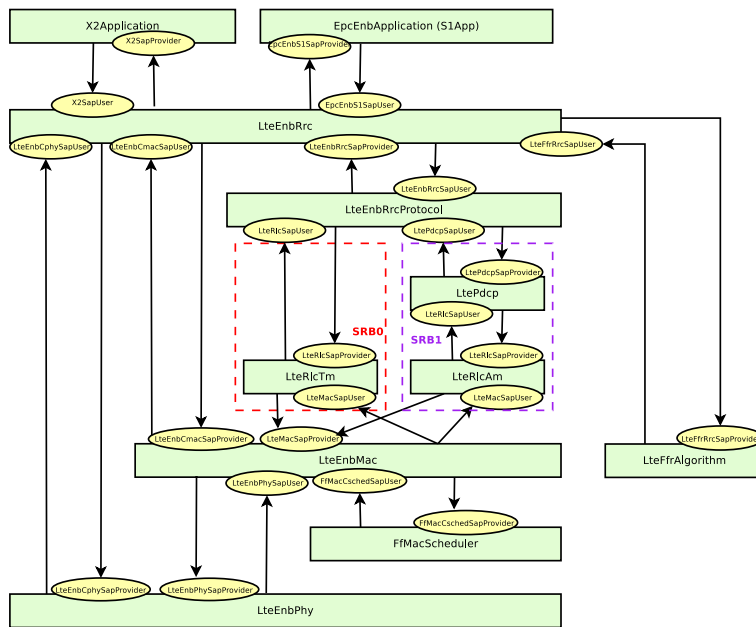 X2Application
EpcEnbApplication (S1App)
X2SapProvider
EpcEnbS1SapProvider
X2SapUser
EpcEnbS1SapUser
LteEnbRrc
LteEnbCphySapUser
LteEnbCmacSapUser
LteEnbRrcSapProvider
LteFfrRrcSapUser
LteEnbRrcSapUser
LteEnbRrcProtocol
LteRlcSapUser
LtePdcpSapUser
LtePdcpSapProvider
LtePdcp
LteRlcSapUser
SRB0
SRB1
LteRlcSapProvider
LteRlcSapProvider
LteRlcTm
LteRlcAm
LteMacSapUser
LteMacSapUser
LteEnbCmacSapProvider
LteMacSapProvider
LteFfrRrcSapProvider
LteEnbMac
LteFfrAlgorithm
LteEnbPhySapUser
FfMacCschedSapUser
FfMacCschedSapProvider
FfMacScheduler
LteEnbCphySapProvider
LteEnbPhySapProvider
LteEnbPhy